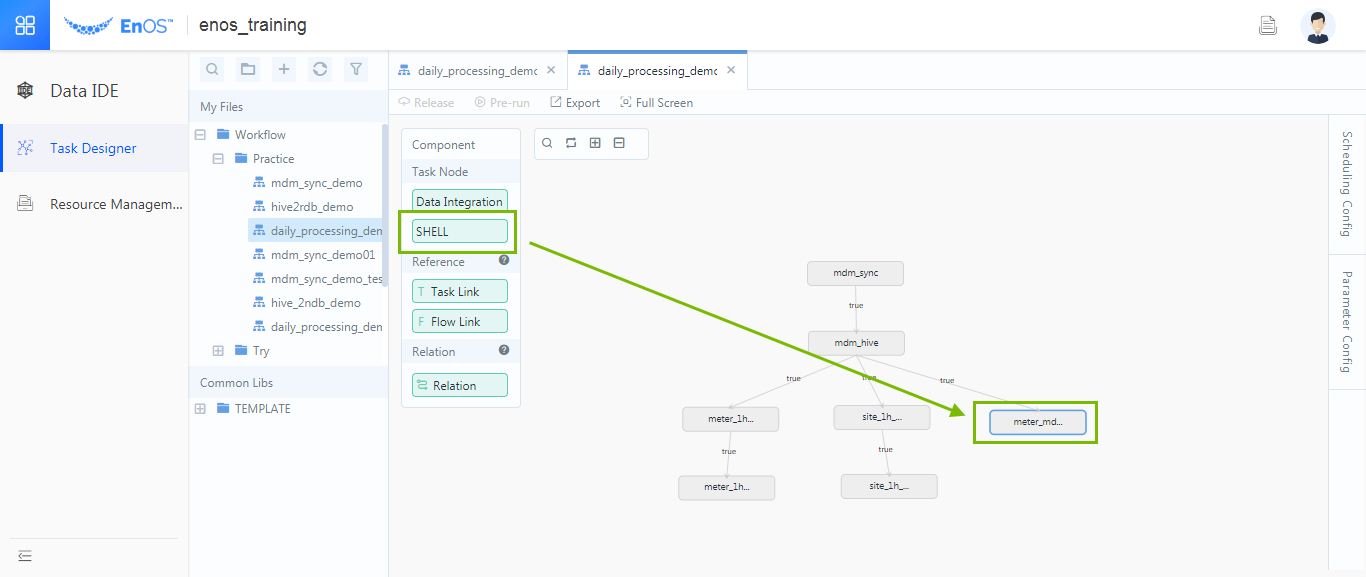 EnOS™
enos_training
Data IDE
Task Designer
Resource Managem...
My Files
Workflow
Practice
mdm_sync_demo
hive2rdb_demo
daily_processing_den
mdm_sync_demo01
mdm_sync_demo_tes
hive_2ndb_demo
daily_processing_den
Try
Common Libs
TEMPLATE
daily_processing_demo
daily_processing_demo
Release
Pre-run
Export
Full Screen
Component
Task Node
Data Integration
SHELL
Reference
T Task Link
F Flow Link
Relation
Relation
mdm_sync
true
mdm_hive
true
true
true
meter_1h...
site_1h_...
meter_md...
true
true
meter_1h...
site_1h_...
Scheduling Config
Parameter Config